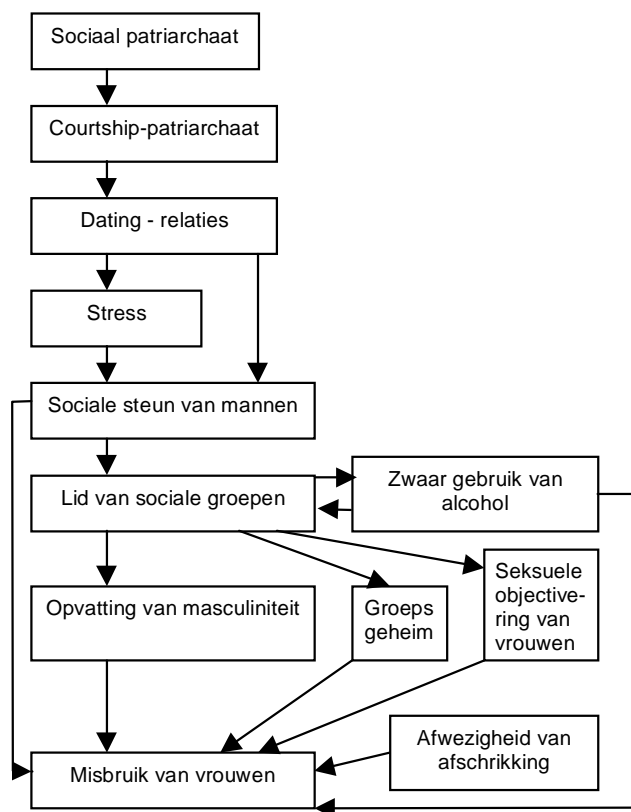 Sociaal patriarchaat
Courtship-patriarchaat
Dating - relaties
Stress
Sociale steun van mannen
Lid van sociale groepen
Zwaar gebruik van
alcohol
Opvatting van masculiniteit
Groeps
geheim
Seksuele
objective-
ring van
vrouwen
Afwezigheid van
afschrikking
Misbruik van vrouwen